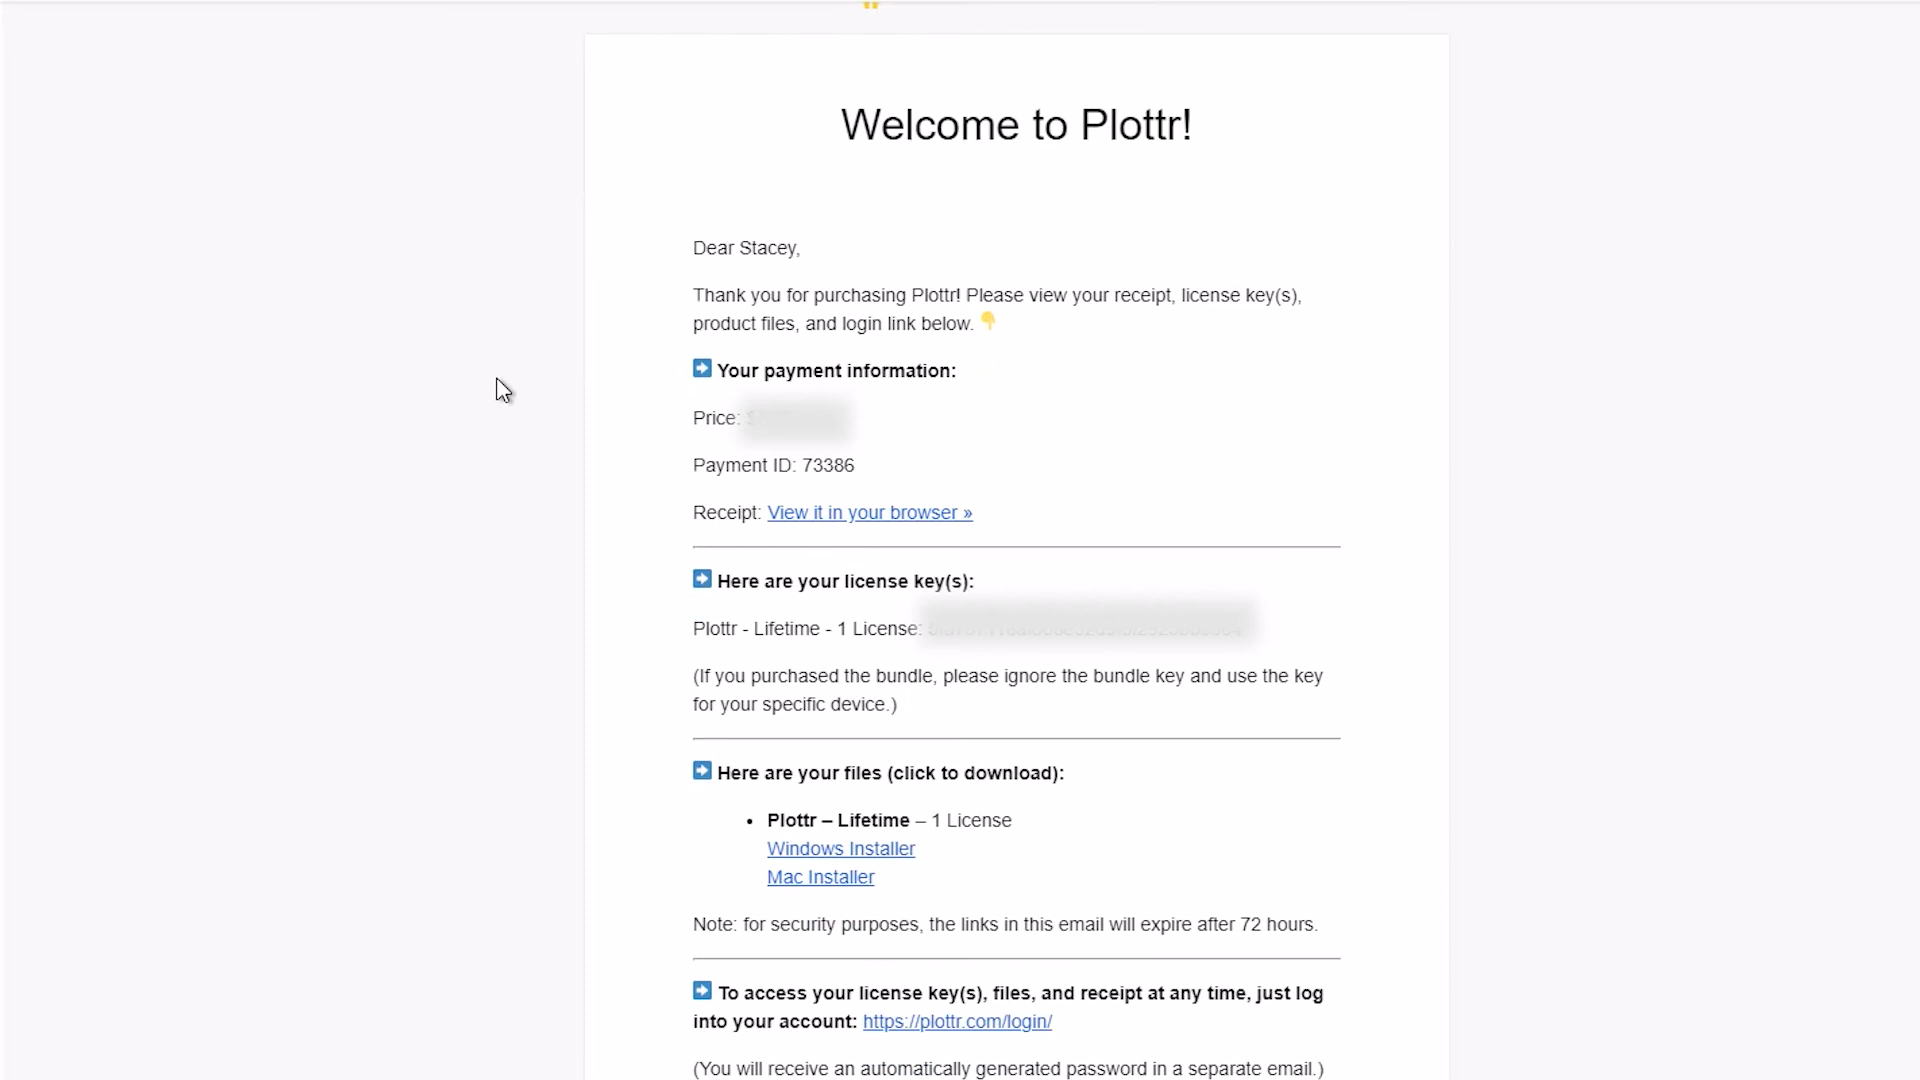 Welcome to Plottr!
Dear Stacey,
Thank you for purchasing Plottr! Please view your receipt, license key(s),
product files, and login link below. 👇
➡ Your payment information:
Price:
Payment ID: 73386
Receipt: View it in your browser »
➡ Here are your license key(s):
Plottr - Lifetime - 1 License:
(If you purchased the bundle, please ignore the bundle key and use the key
for your specific device.)
➡ Here are your files (click to download):
• Plottr – Lifetime – 1 License
Windows Installer
Mac Installer
Note: for security purposes, the links in this email will expire after 72 hours.
➡ To access your license key(s), files, and receipt at any time, just log
into your account: https://plottr.com/login/
(You will receive an automatically generated password in a separate email.)